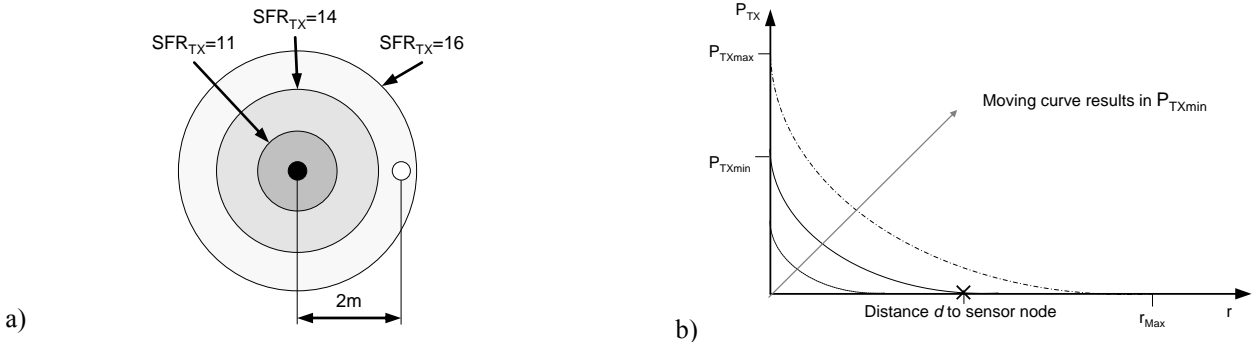 SFR_TX=14
SFR_TX=11
SFR_TX=16
2m
a)
P_TX
P_TXmax
Moving curve results in P_TXmin
P_TXmin
Distance d to sensor node
r_Max
r
b)